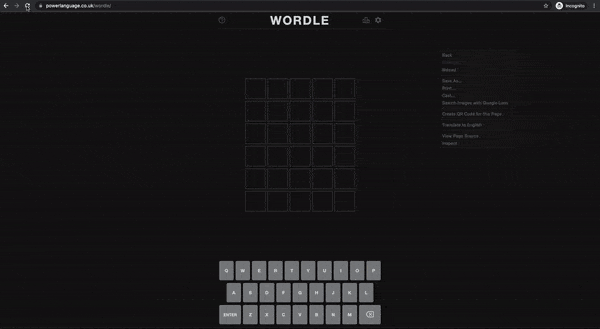 powerlanguage.co.uk/wordle/
Incognito
WORDLE
Back
Reload
Save As...
Print...
Cast...
Search Images with Google Lens
Create QR Code for this Page
Translate to English
View Page Source
Inspect
Q W E R T Y U I O P
A S D F G H J K L
ENTER Z X C V B N M